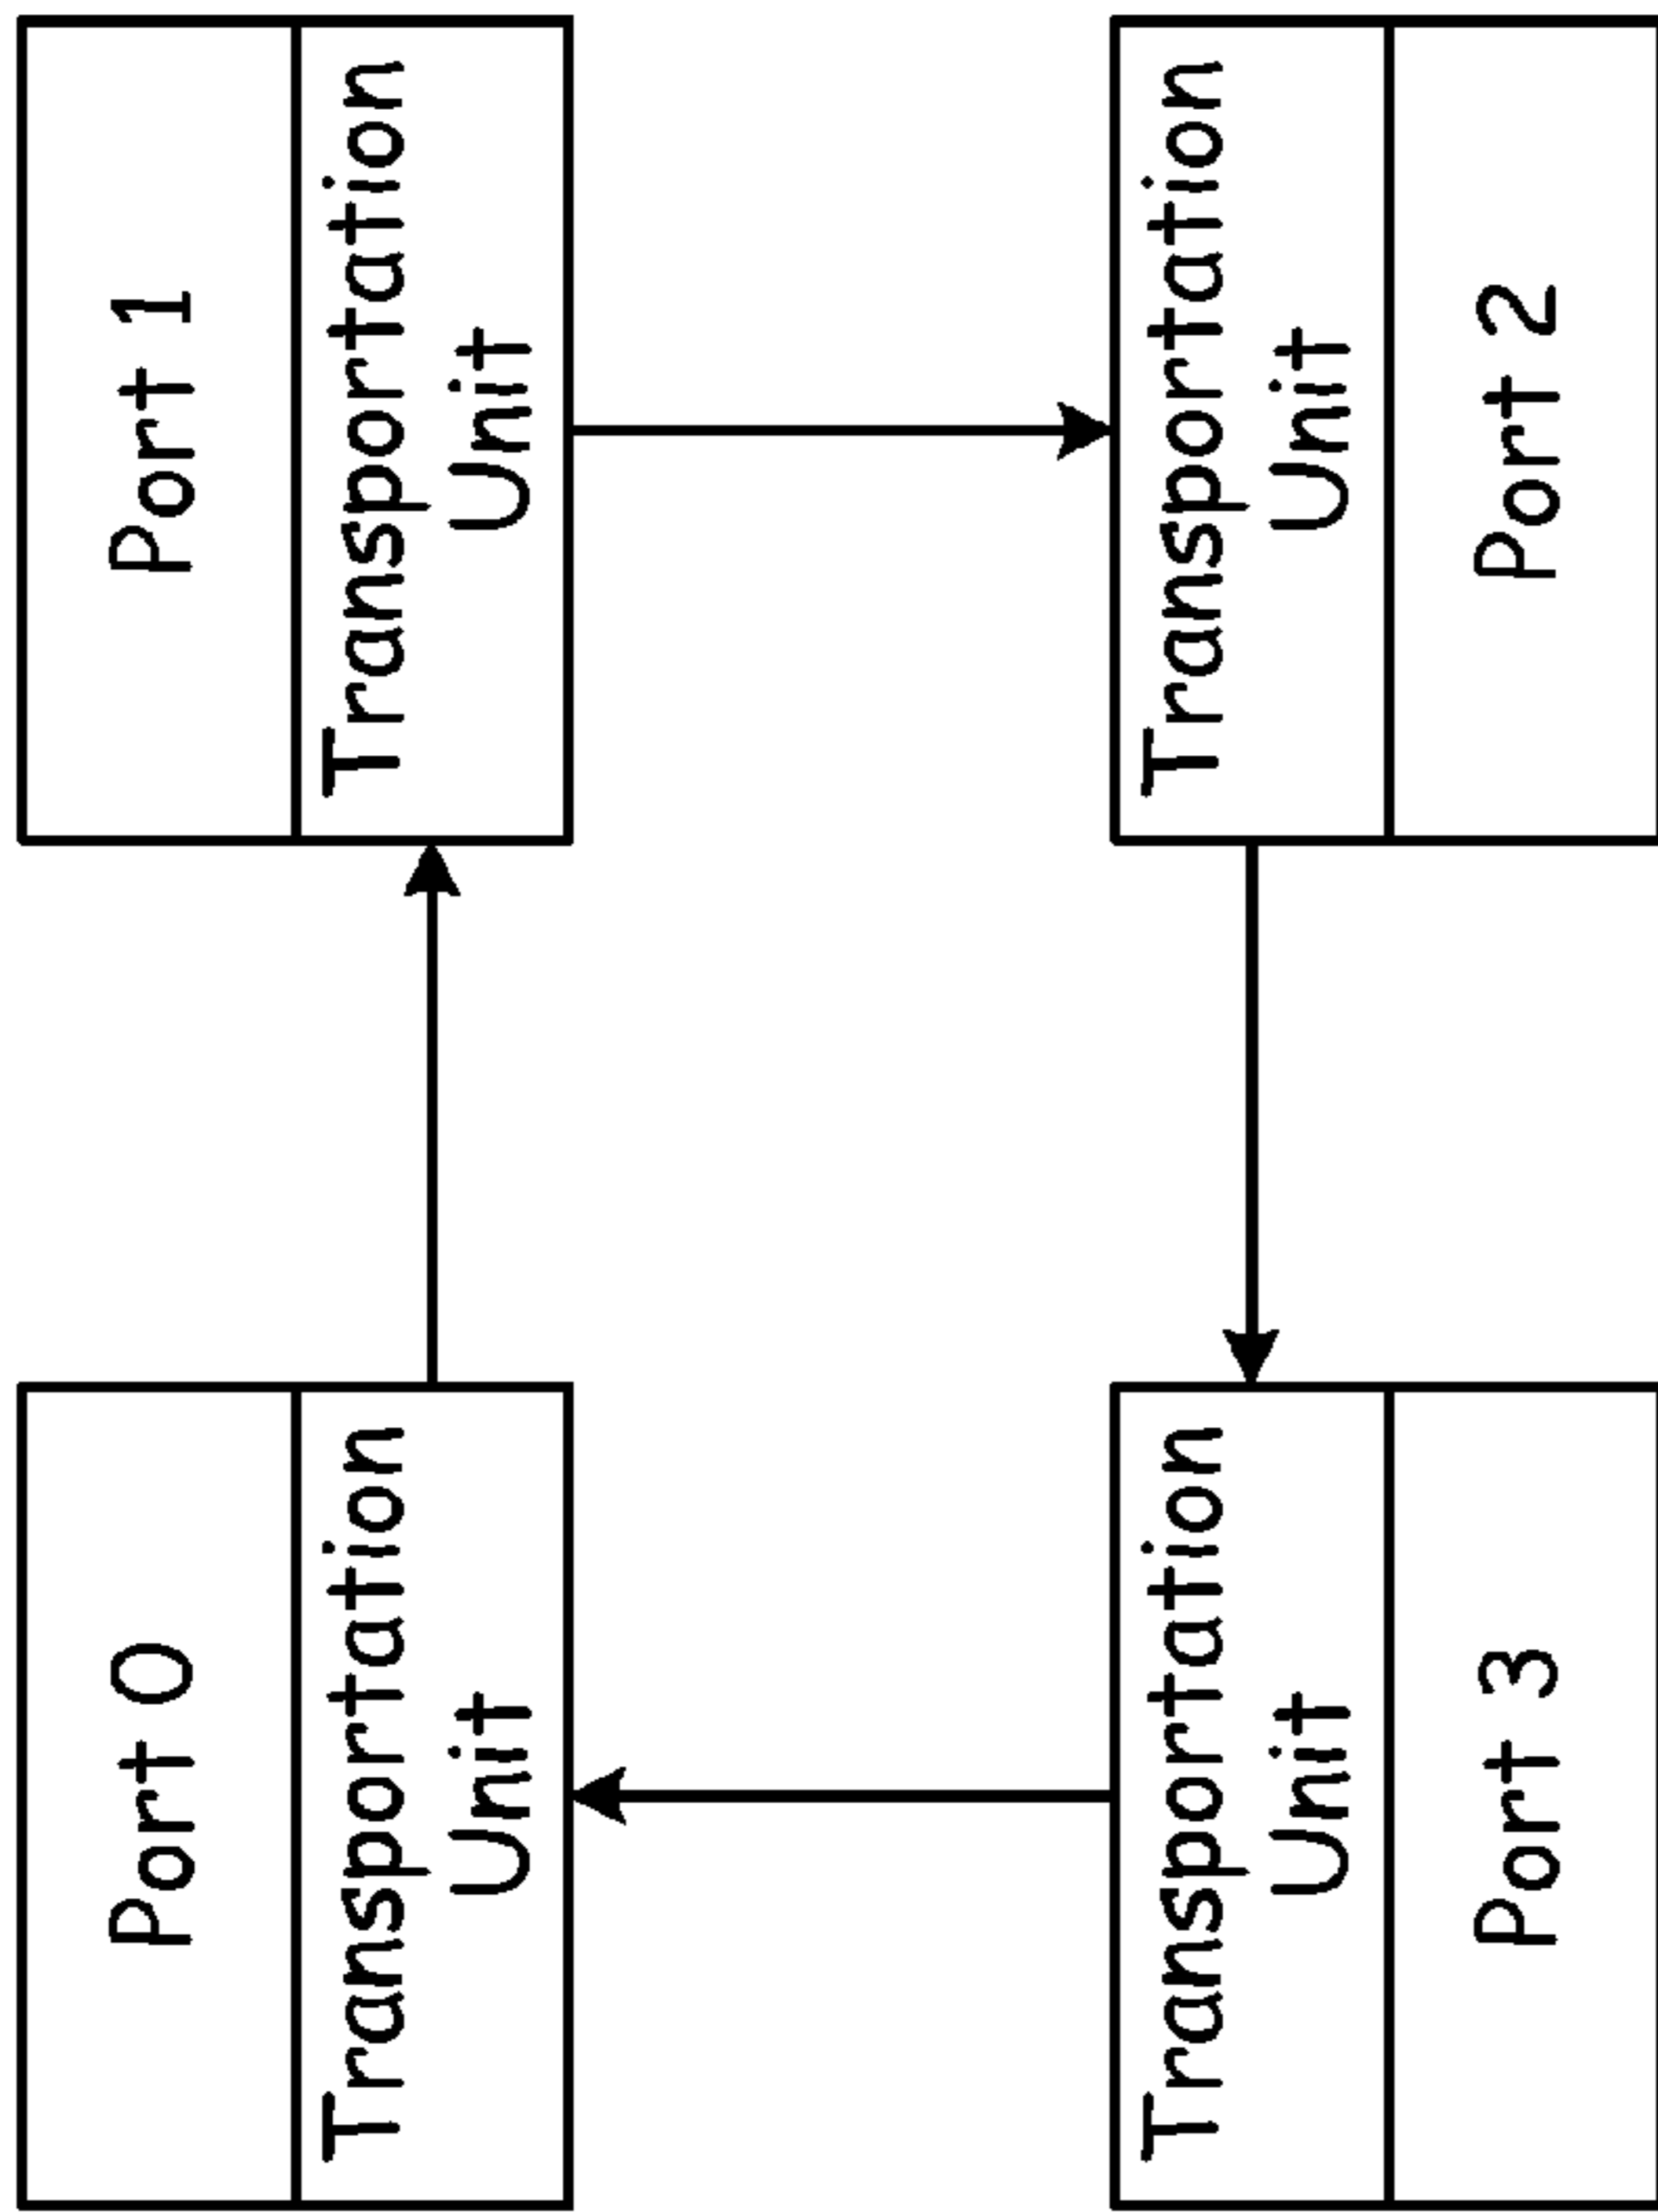 Port 0
Transportation
Unit
Port 1
Transportation
Unit
Transportation
Unit
Port 3
Transportation
Unit
Port 2